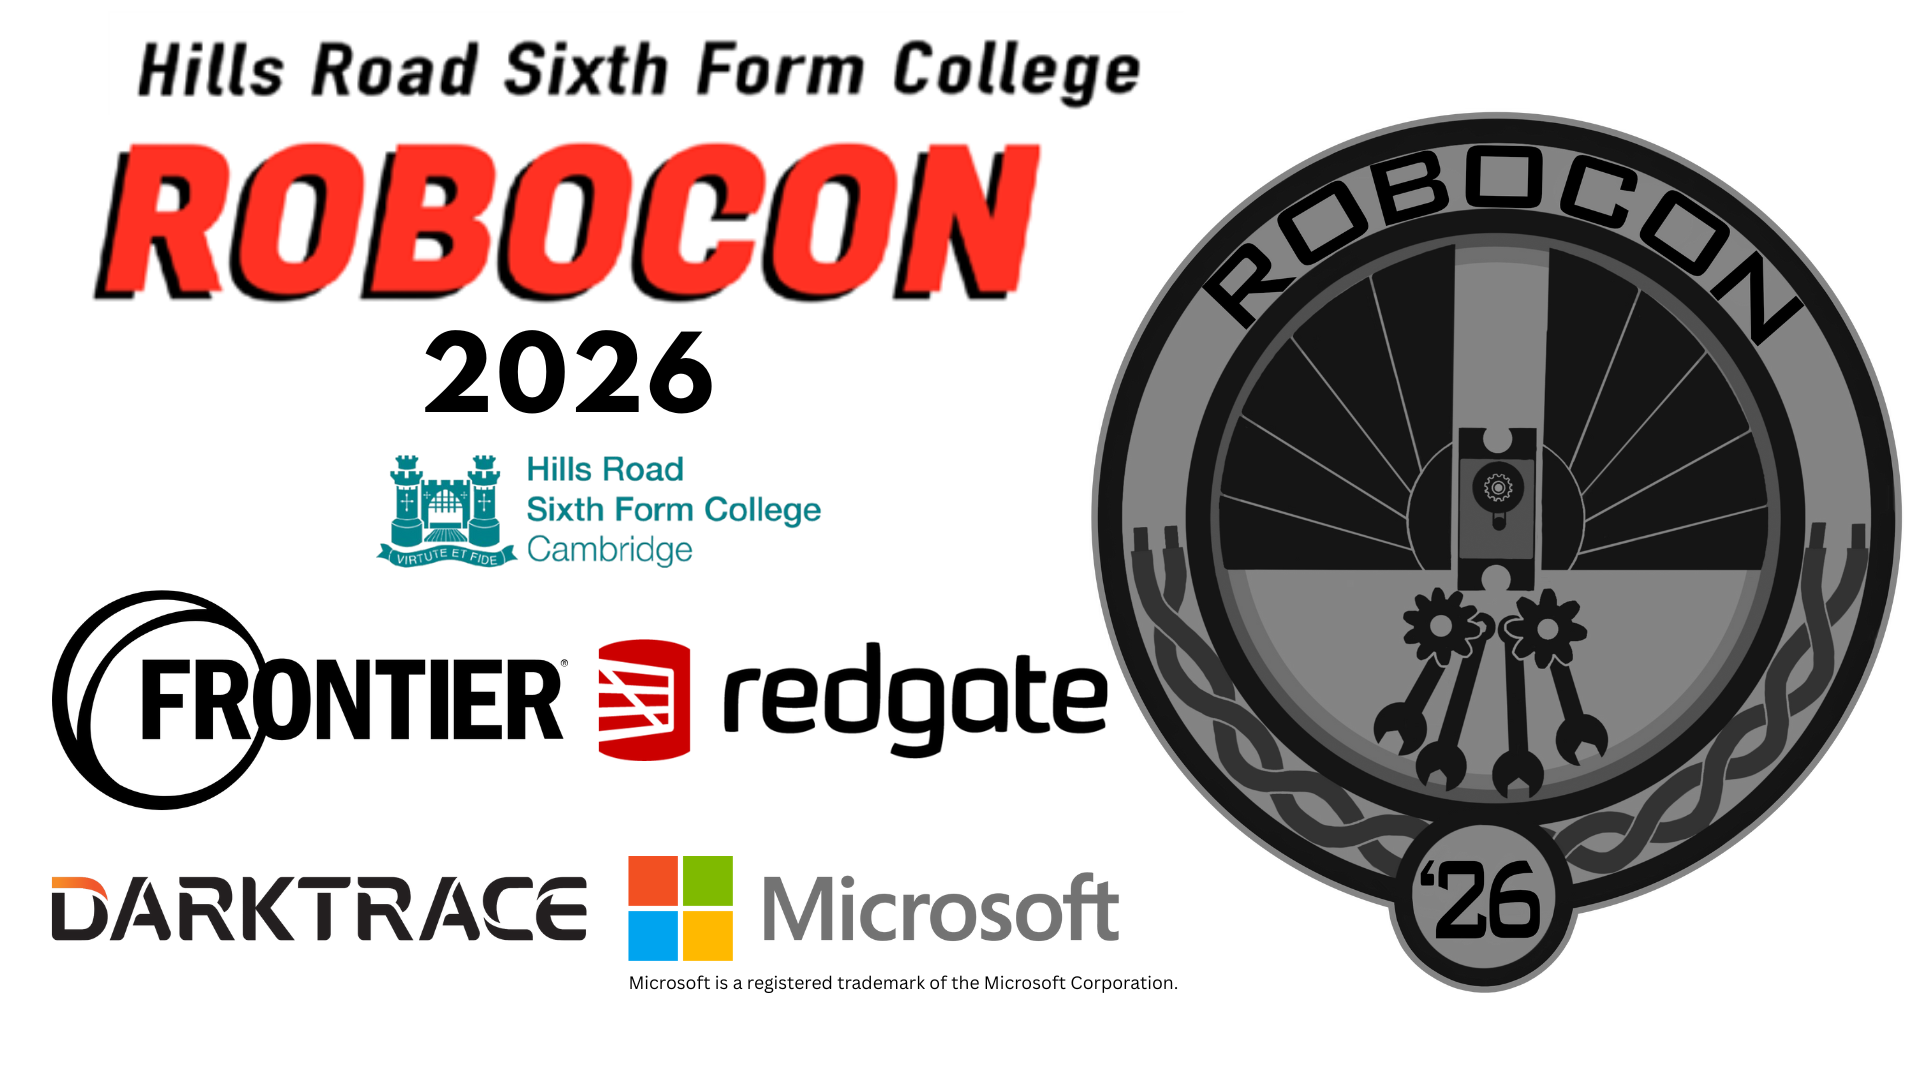 Hills Road Sixth Form College
ROBOCON
2026
Hills Road
Sixth Form College
Cambridge
VIRTUTE ET FIDE
FRONTIER®
redgate
DARKTRACE
Microsoft
Microsoft is a registered trademark of the Microsoft Corporation.
ROBOCON
‘26